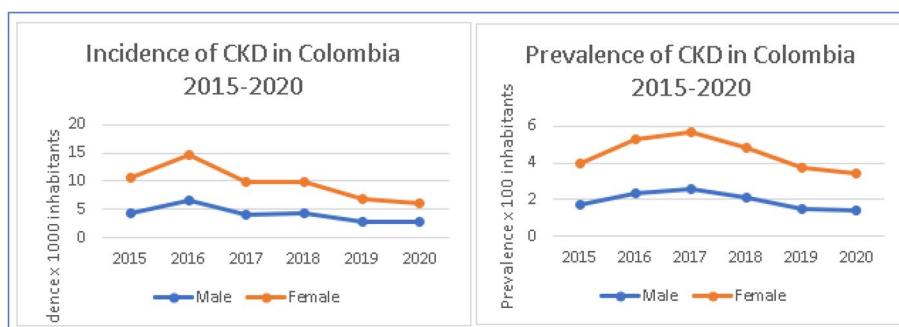 Incidence of CKD in Colombia
2015-2020
dence x 1000 inhabitants
20
15
10
5
0
2015 2016 2017 2018 2019 2020
Male Female
Prevalence of CKD in Colombia
2015-2020
Prevalence x 100 inhabitants
6
4
2
0
2015 2016 2017 2018 2019 2020
Male Female